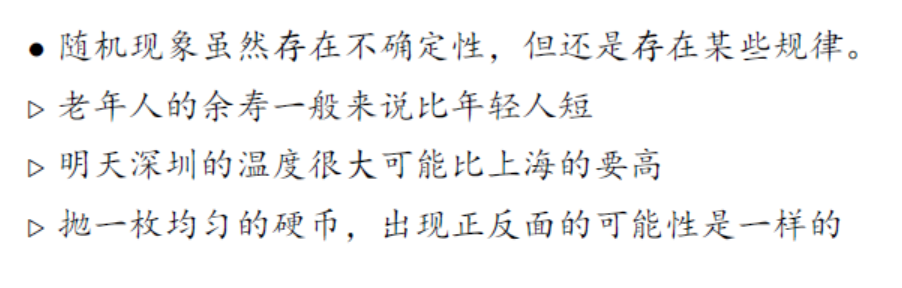 ● 随机现象虽然存在不确定性，但还是存在某些规律。
▷ 老年人的余寿一般来说比年轻人短
▷ 明天深圳的温度很大可能比上海的要高
▷ 抛一枚均匀的硬币，出现正反面的可能性是一样的